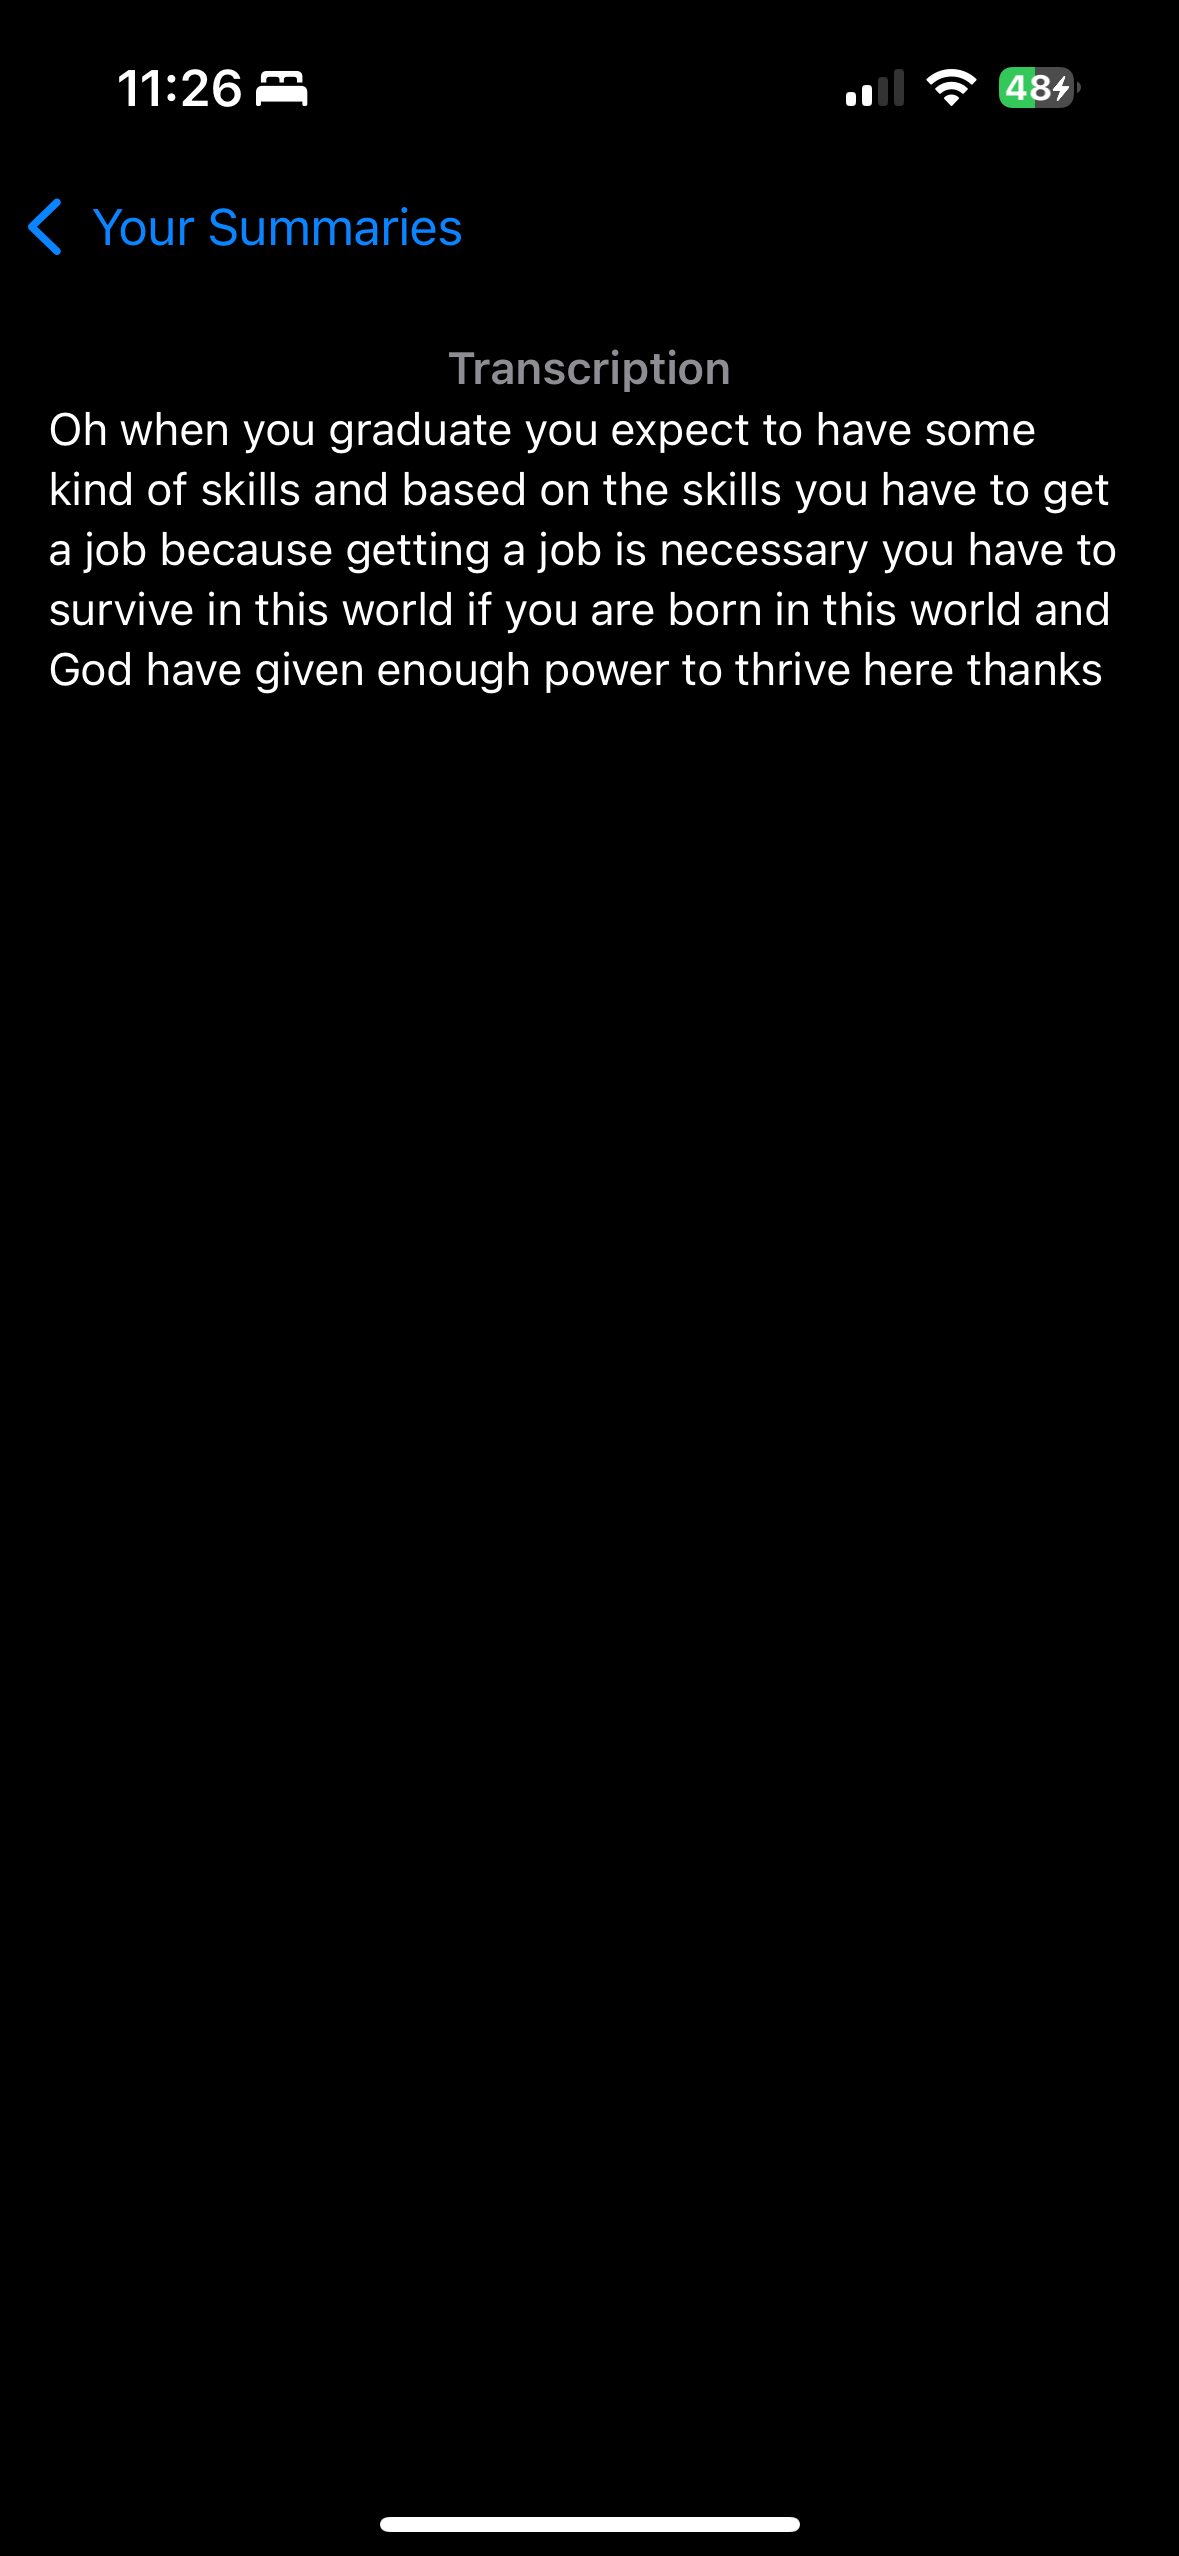 11:26
48
Your Summaries
Transcription
Oh when you graduate you expect to have some
kind of skills and based on the skills you have to get
a job because getting a job is necessary you have to
survive in this world if you are born in this world and
God have given enough power to thrive here thanks